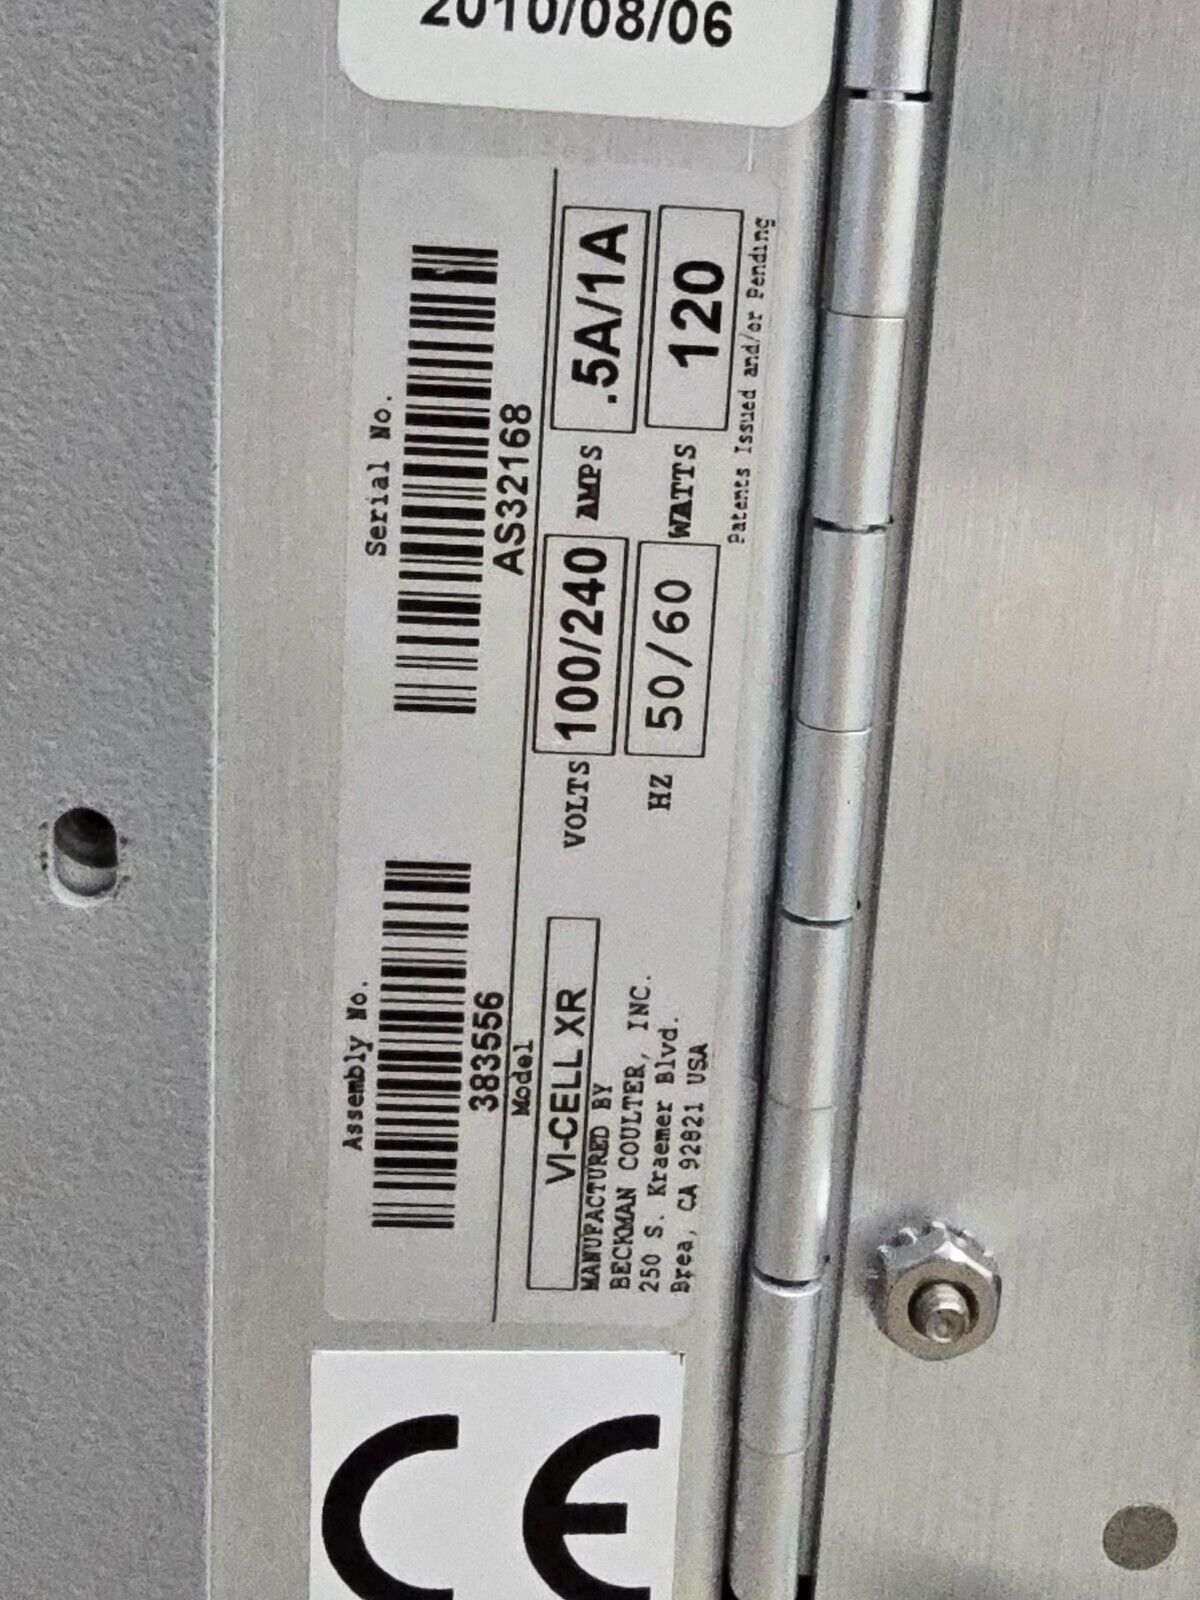 2010/08/06
Assembly No.
383556
Serial No.
AS32168
Model
VI-CELL XR
VOLTS 100/240 AMPS .5A/1A
HZ 50/60 WATTS 120
MANUFACTURED BY
BECKMAN COULTER, INC.
250 S. Kraemer Blvd.
Brea, CA 92821 USA
Patents Issued and/or Pending
CE